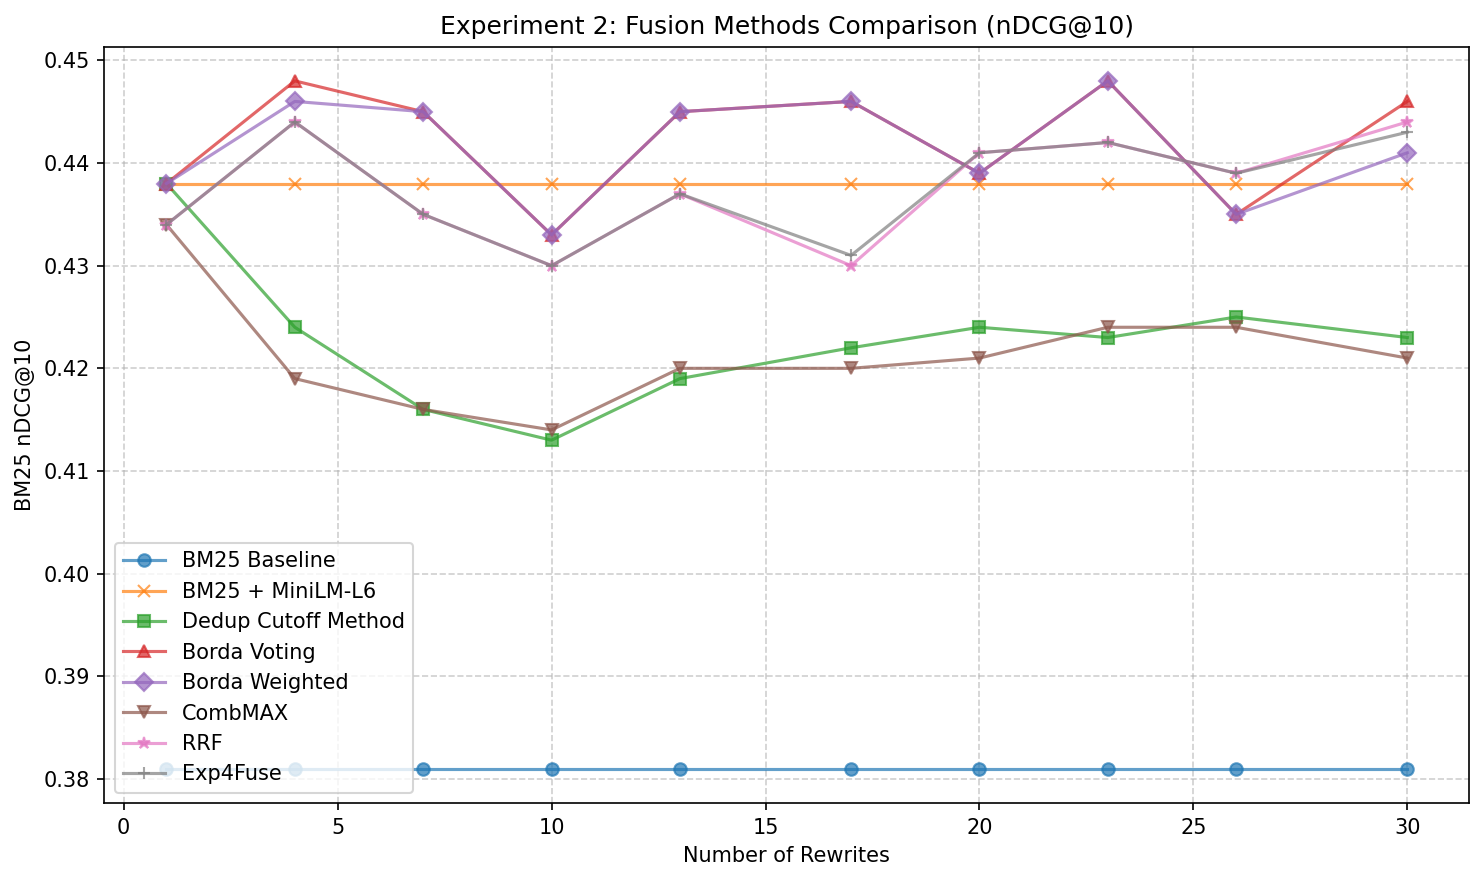 Experiment 2: Fusion Methods Comparison (nDCG@10)
BM25 nDCG@10
0.45
0.44
0.43
0.42
0.41
0.40
0.39
0.38
BM25 Baseline
BM25 + MiniLM-L6
Dedup Cutoff Method
Borda Voting
Borda Weighted
CombMAX
RRF
Exp4Fuse
0 5 10 15 20 25 30
Number of Rewrites